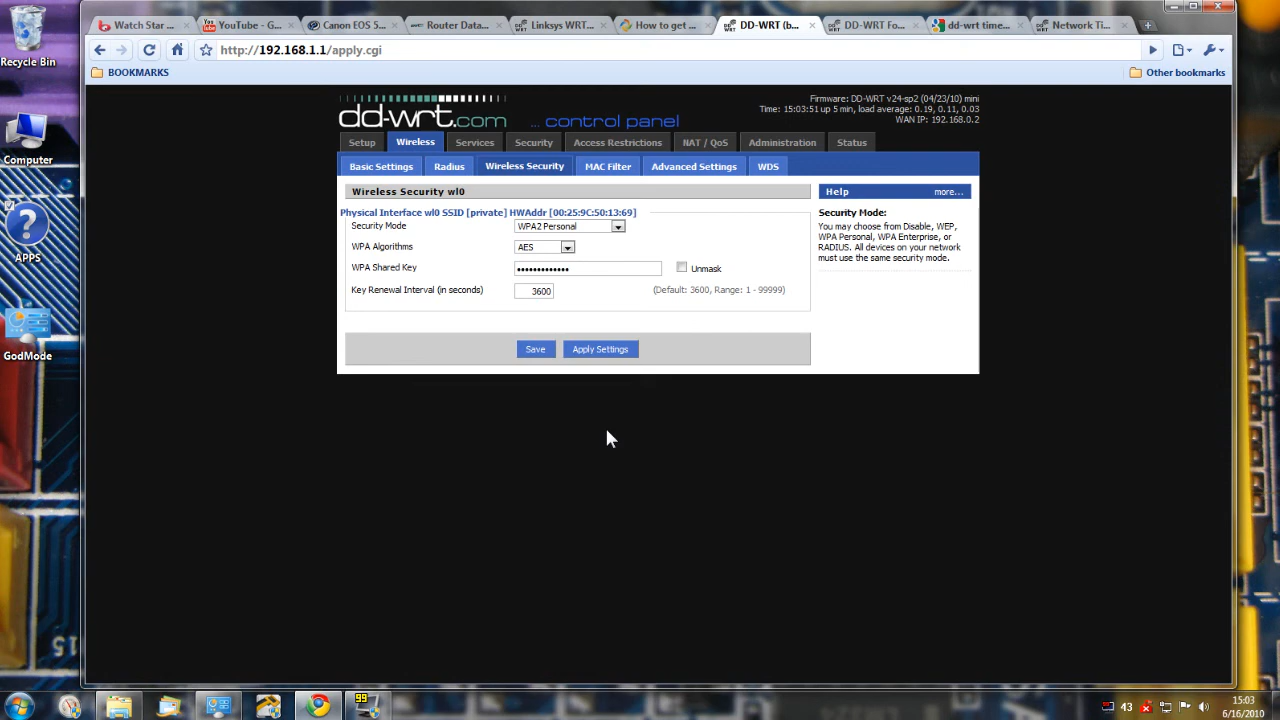 Recycle Bin
Computer
APPS
GodMode
Watch Star ...
YouTube - G...
Canon EOS 5...
Router Data...
Linksys WRT...
How to get ...
DD-WRT (b...
DD-WRT Fo...
dd-wrt time...
Network Ti...
http://192.168.1.1/apply.cgi
BOOKMARKS
Other bookmarks
dd-wrt.com ... control panel
Firmware: DD-WRT v24-sp2 (04/23/10) mini
Time: 15:03:51 up 5 min, load average: 0.19, 0.11, 0.03
WAN IP: 192.168.0.2
Setup Wireless Services Security Access Restrictions NAT / QoS Administration Status
Basic Settings Radius Wireless Security MAC Filter Advanced Settings WDS
Wireless Security wl0
Physical Interface wl0 SSID [private] HWAddr [00:25:9C:50:13:69]
Security Mode WPA2 Personal
WPA Algorithms AES
WPA Shared Key ••••••••••••• Unmask
Key Renewal Interval (in seconds) 3600 (Default: 3600, Range: 1 - 99999)
Save Apply Settings
Help more...
Security Mode:
You may choose from Disable, WEP,
WPA Personal, WPA Enterprise, or
RADIUS. All devices on your network
must use the same security mode.
15
99
43
15:03
6/16/2010